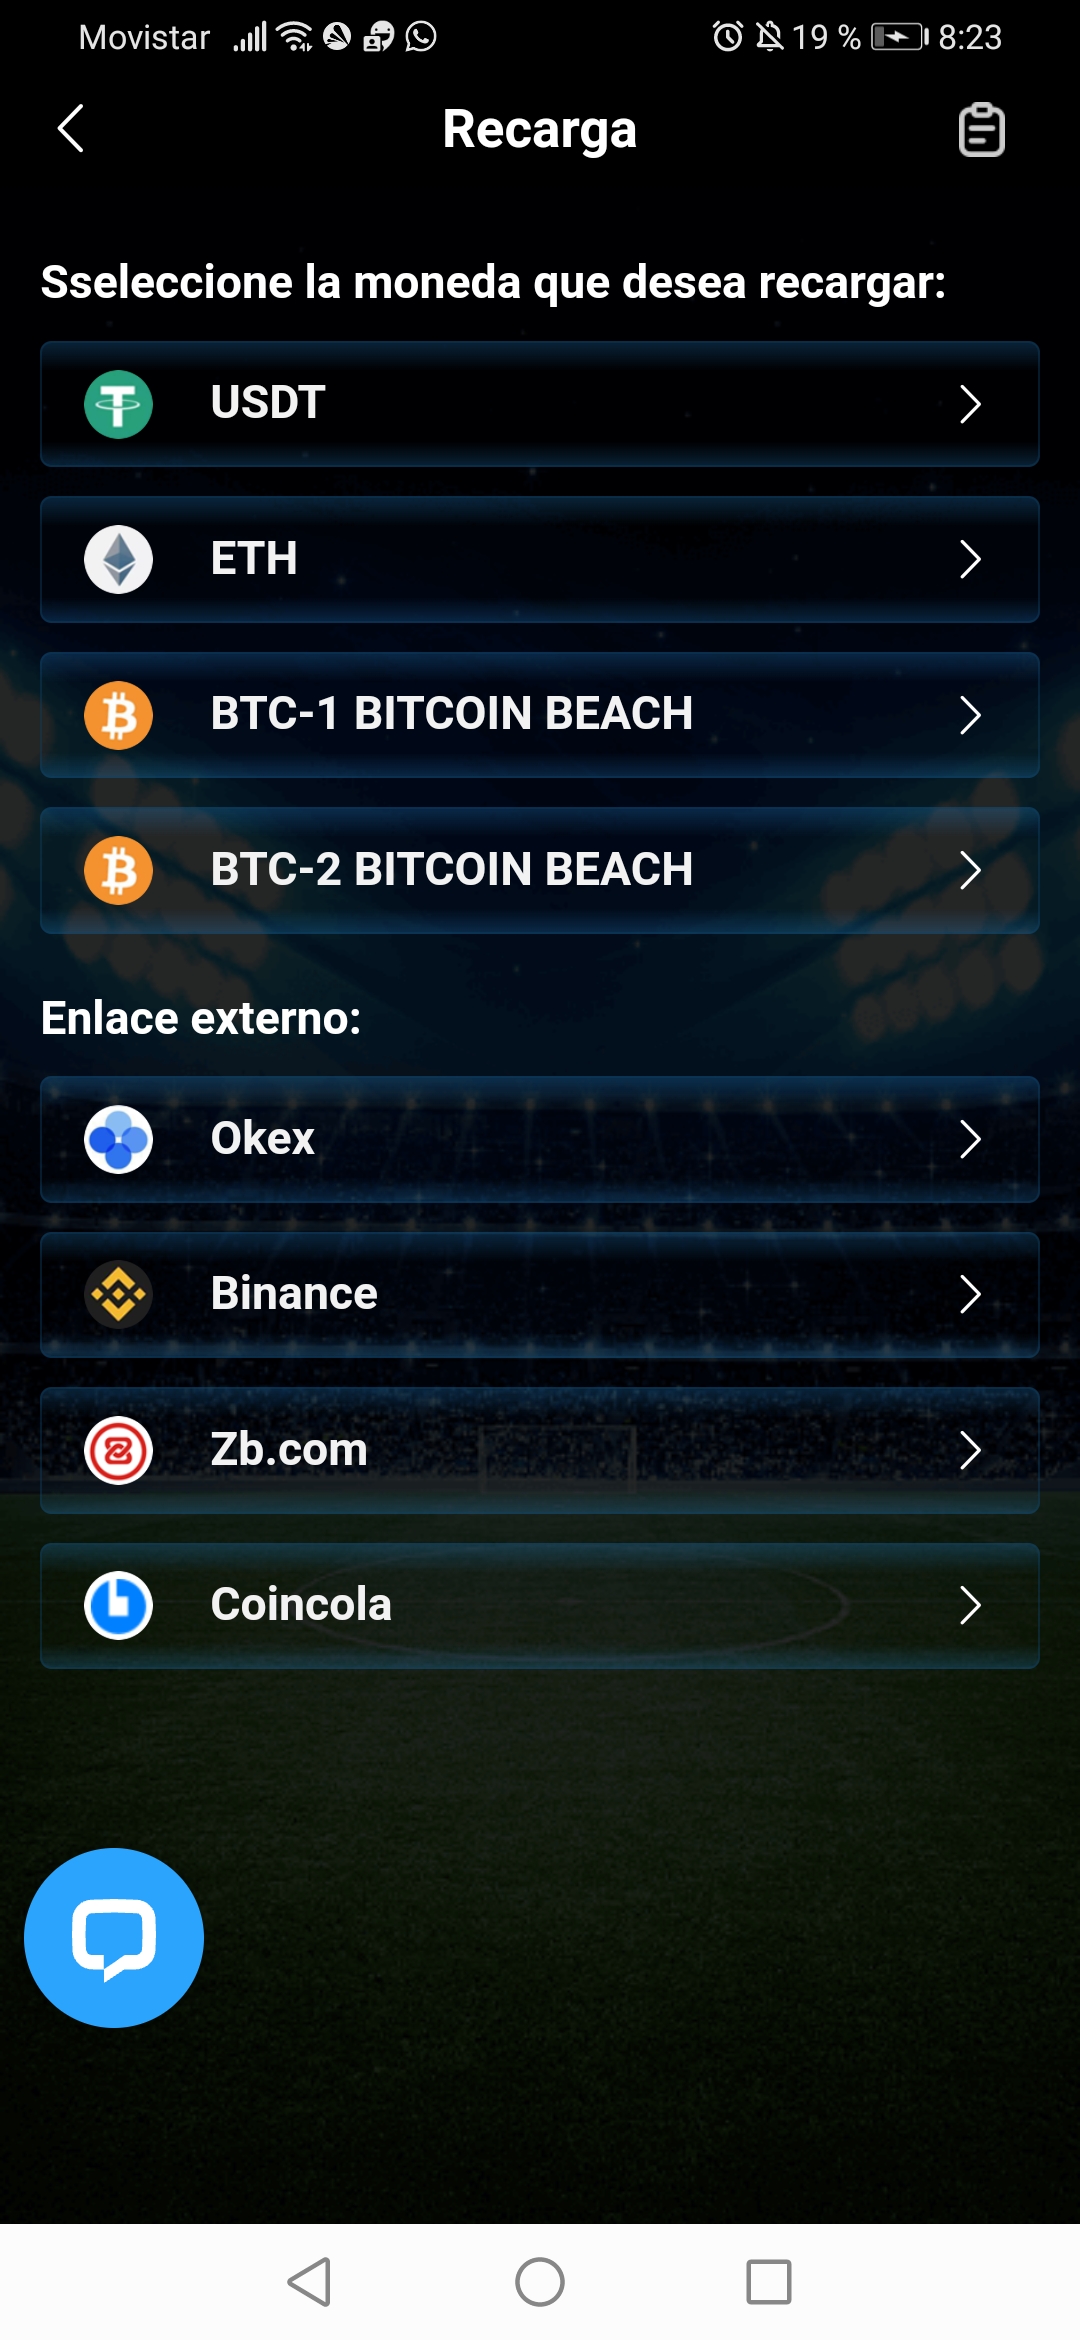 Movistar 19 % 8:23
Recarga
Sseleccione la moneda que desea recargar:
USDT
ETH
BTC-1 BITCOIN BEACH
BTC-2 BITCOIN BEACH
Enlace externo:
Okex
Binance
Zb.com
Coincola